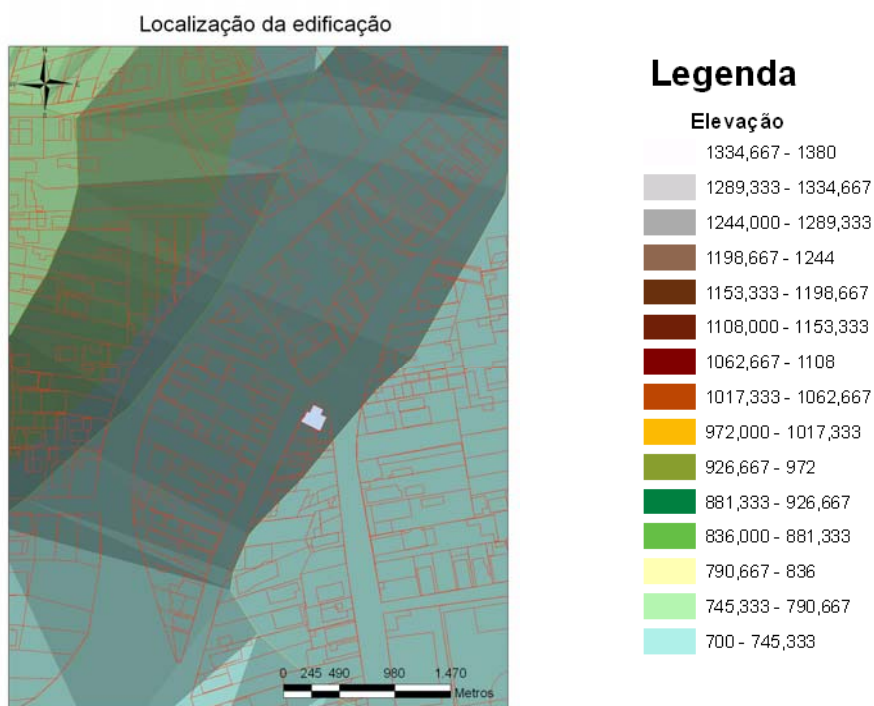 Localização da edificação
N
S
0 245 490 980 1.470
Metros
Legenda
Elevação
1334,667 - 1380
1289,333 - 1334,667
1244,000 - 1289,333
1198,667 - 1244
1153,333 - 1198,667
1108,000 - 1153,333
1062,667 - 1108
1017,333 - 1062,667
972,000 - 1017,333
926,667 - 972
881,333 - 926,667
836,000 - 881,333
790,667 - 836
745,333 - 790,667
700 - 745,333